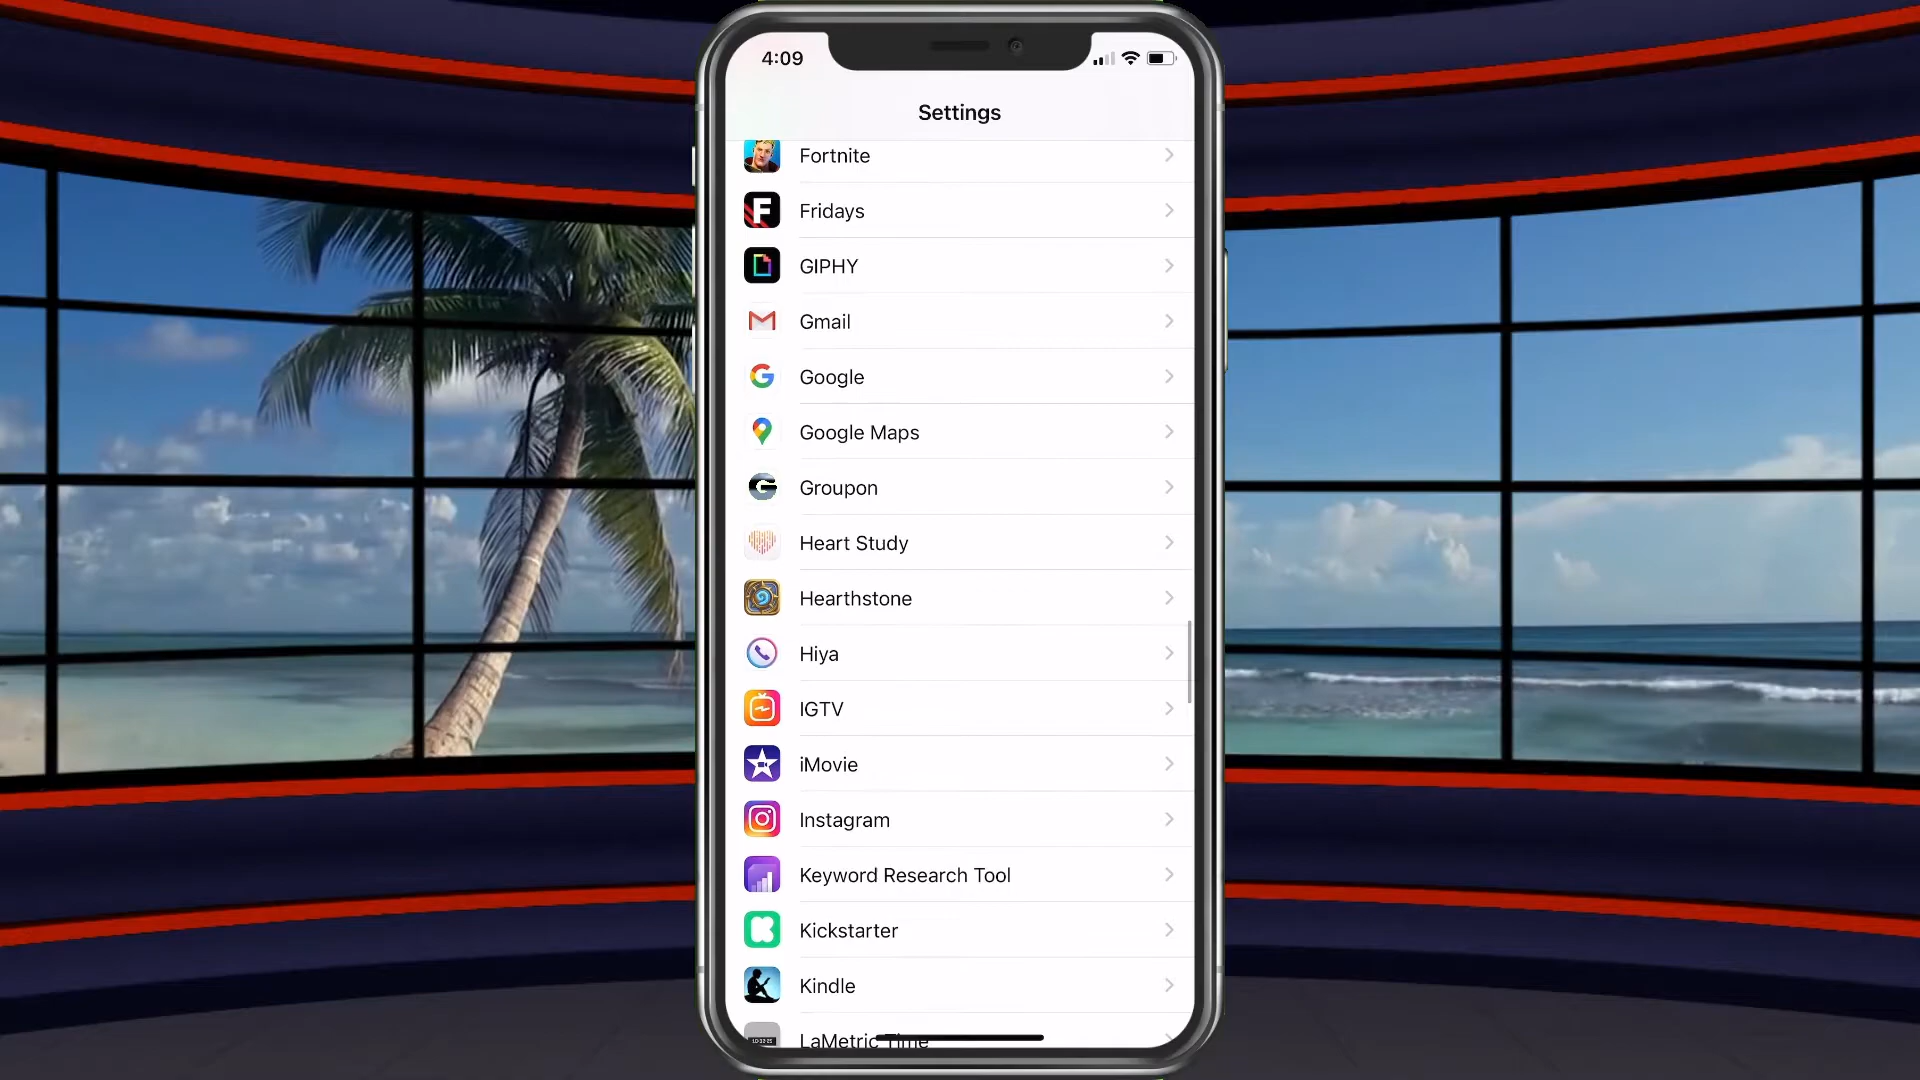 4:09
Settings
Fortnite
Fridays
GIPHY
Gmail
Google
Google Maps
Groupon
Heart Study
Hearthstone
Hiya
IGTV
iMovie
Instagram
Keyword Research Tool
Kickstarter
Kindle
LaMetric Time